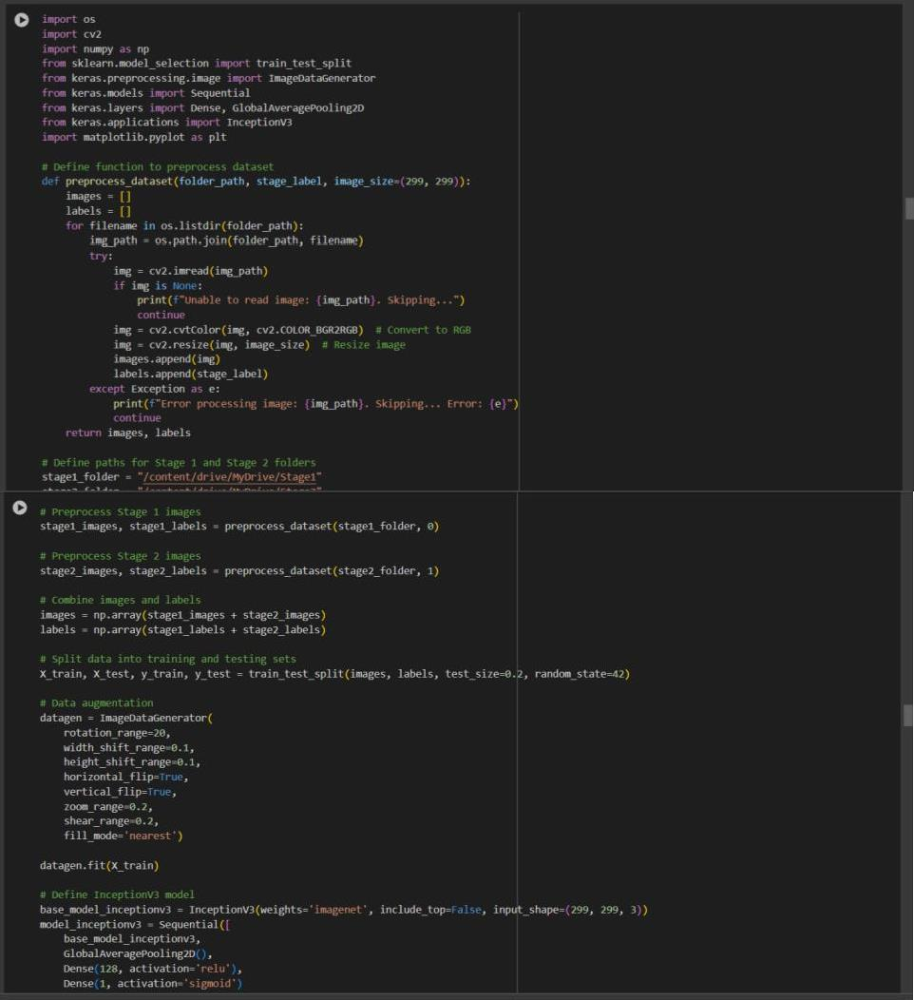 import os
import cv2
import numpy as np
from sklearn.model_selection import train_test_split
from keras.preprocessing.image import ImageDataGenerator
from keras.models import Sequential
from keras.layers import Dense, GlobalAveragePooling2D
from keras.applications import InceptionV3
import matplotlib.pyplot as plt

# Define function to preprocess dataset
def preprocess_dataset(folder_path, stage_label, image_size=(299, 299)):
    images = []
    labels = []
    for filename in os.listdir(folder_path):
        img_path = os.path.join(folder_path, filename)
        try:
            img = cv2.imread(img_path)
            if img is None:
                print(f"Unable to read image: {img_path}. Skipping...")
                continue
            img = cv2.cvtColor(img, cv2.COLOR_BGR2RGB)  # Convert to RGB
            img = cv2.resize(img, image_size)  # Resize image
            images.append(img)
            labels.append(stage_label)
        except Exception as e:
            print(f"Error processing image: {img_path}. Skipping... Error: {e}")
            continue
    return images, labels

# Define paths for Stage 1 and Stage 2 folders
stage1_folder = "/content/drive/MyDrive/Stage1"
# Preprocess Stage 1 images
stage1_images, stage1_labels = preprocess_dataset(stage1_folder, 0)

# Preprocess Stage 2 images
stage2_images, stage2_labels = preprocess_dataset(stage2_folder, 1)

# Combine images and labels
images = np.array(stage1_images + stage2_images)
labels = np.array(stage1_labels + stage2_labels)

# Split data into training and testing sets
X_train, X_test, y_train, y_test = train_test_split(images, labels, test_size=0.2, random_state=42)

# Data augmentation
datagen = ImageDataGenerator(
    rotation_range=20,
    width_shift_range=0.1,
    height_shift_range=0.1,
    horizontal_flip=True,
    vertical_flip=True,
    zoom_range=0.2,
    shear_range=0.2,
    fill_mode='nearest')

datagen.fit(X_train)

# Define InceptionV3 model
base_model_inceptionv3 = InceptionV3(weights='imagenet', include_top=False, input_shape=(299, 299, 3))
model_inceptionv3 = Sequential([
    base_model_inceptionv3,
    GlobalAveragePooling2D(),
    Dense(128, activation='relu'),
    Dense(1, activation='sigmoid')